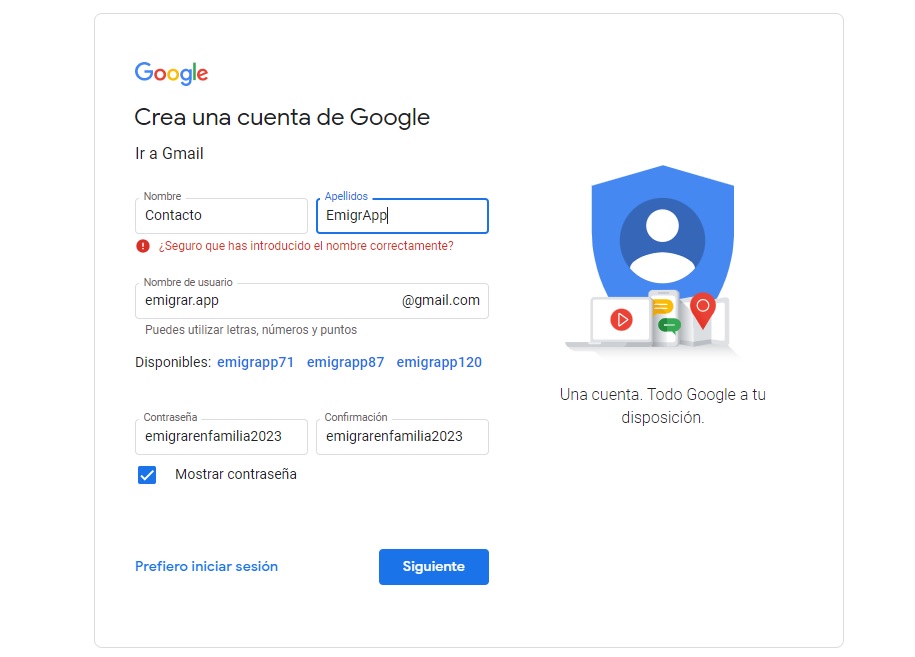 Google
Crea una cuenta de Google
Ir a Gmail
Nombre
Contacto
Apellidos
EmigrApp
¿Seguro que has introducido el nombre correctamente?
Nombre de usuario
emigrar.app @gmail.com
Puedes utilizar letras, números y puntos
Disponibles: emigrapp71 emigrapp87 emigrapp120
Contraseña
emigrarenfamilia2023
Confirmación
emigrarenfamilia2023
Mostrar contraseña
Prefiero iniciar sesión
Siguiente
Una cuenta. Todo Google a tu
disposición.